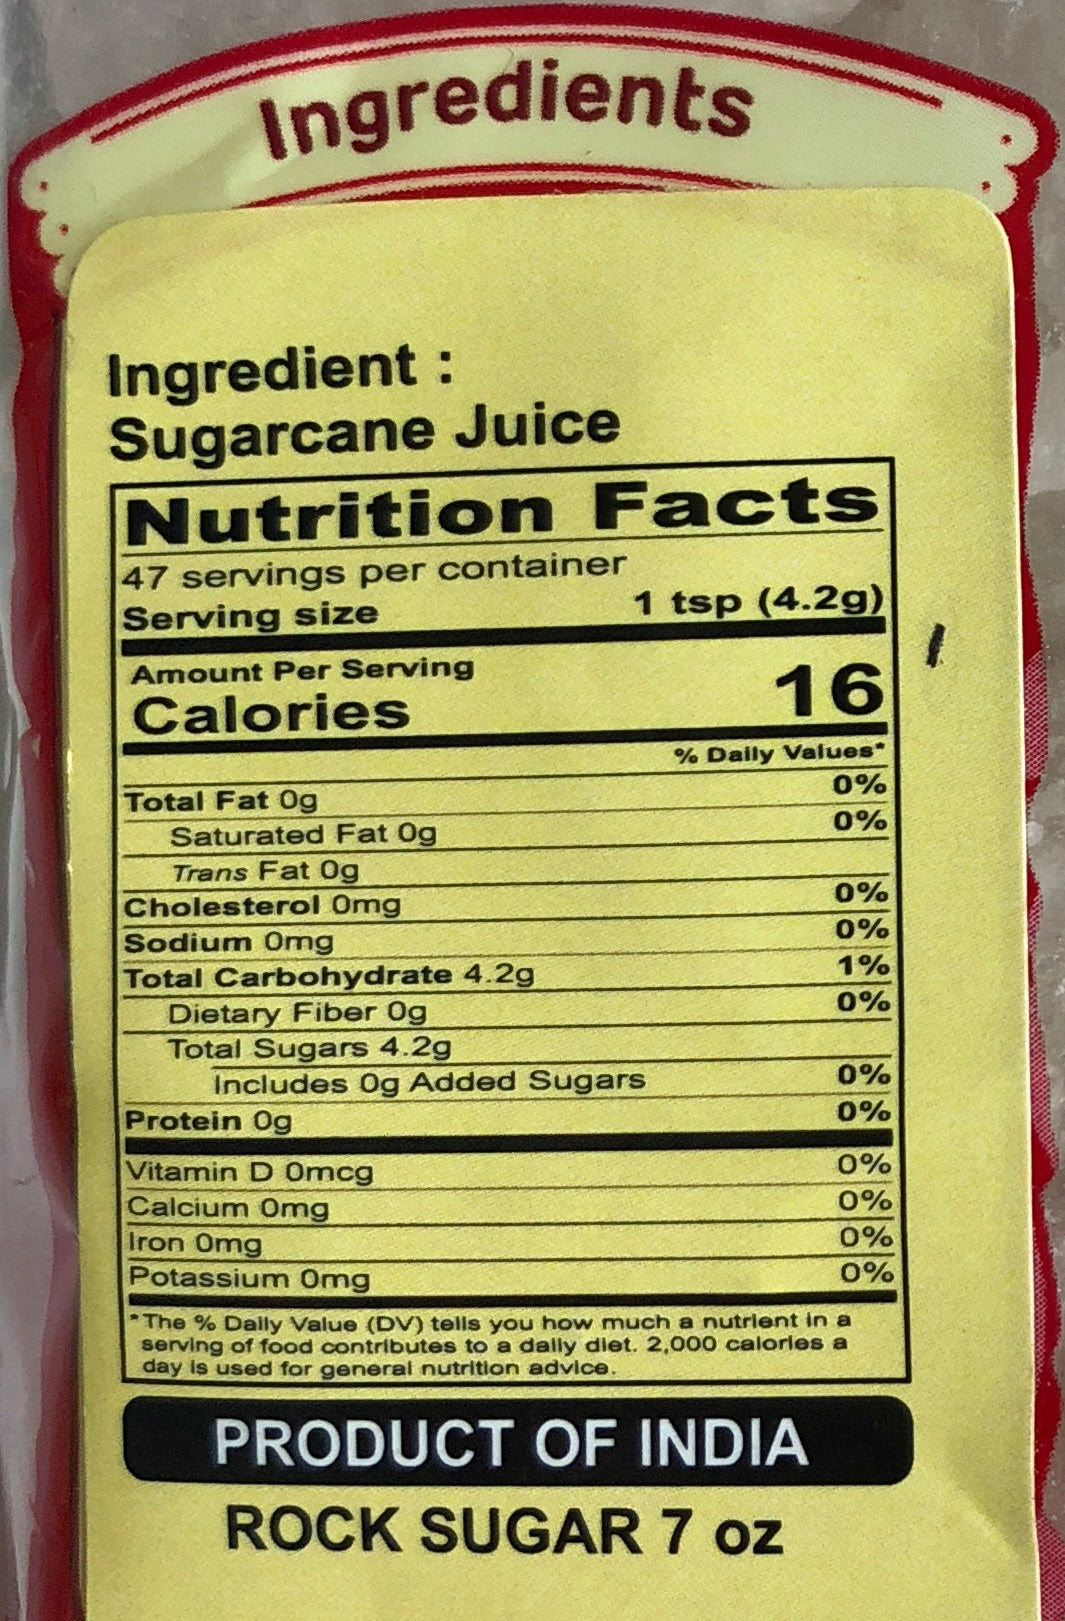 Ingredients
Ingredient :
Sugarcane Juice
Nutrition Facts
47 servings per container
Serving size 1 tsp (4.2g)
Amount Per Serving
Calories 16
% Daily Values*
Total Fat 0g 0%
Saturated Fat 0g 0%
Trans Fat 0g
Cholesterol 0mg 0%
Sodium 0mg 0%
Total Carbohydrate 4.2g 1%
Dietary Fiber 0g 0%
Total Sugars 4.2g
Includes 0g Added Sugars 0%
Protein 0g 0%
Vitamin D 0mcg 0%
Calcium 0mg 0%
Iron 0mg 0%
Potassium 0mg 0%
*The % Daily Value (DV) tells you how much a nutrient in a
serving of food contributes to a daily diet. 2,000 calories a
day is used for general nutrition advice.
PRODUCT OF INDIA
ROCK SUGAR 7 oz